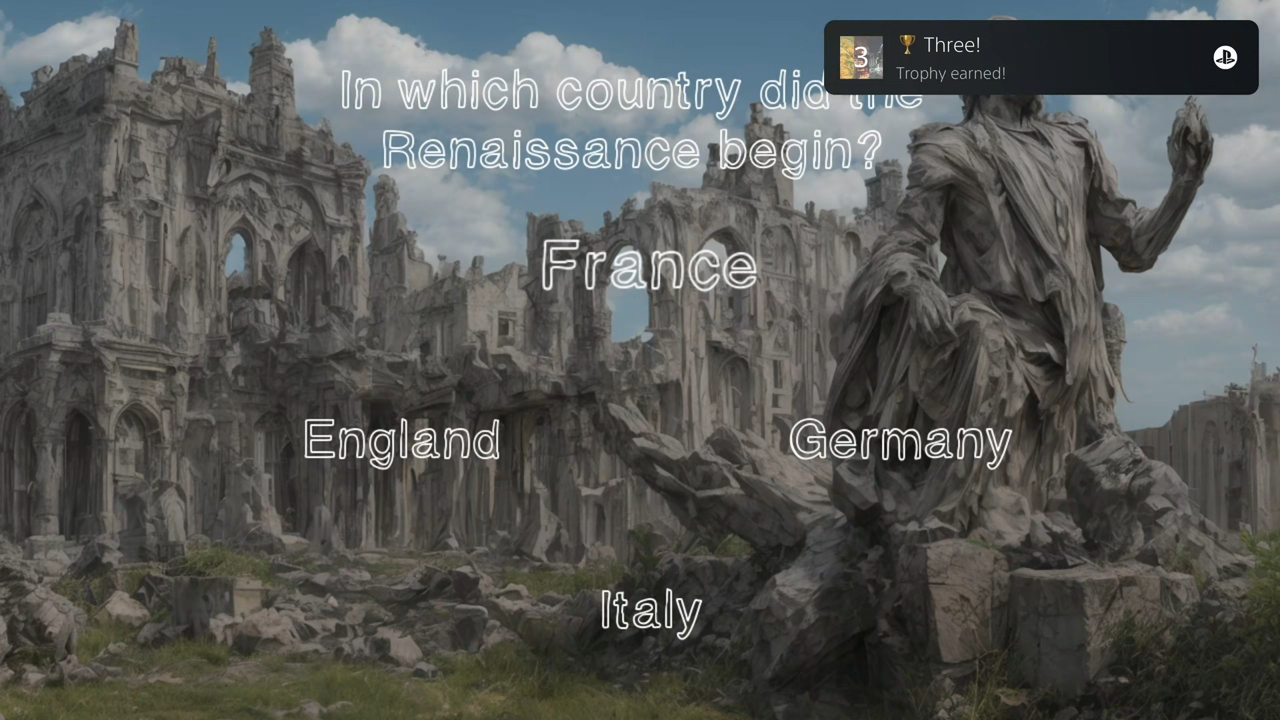 Three!
Trophy earned!
3
In which country did the
Renaissance begin?
France
England
Germany
Italy